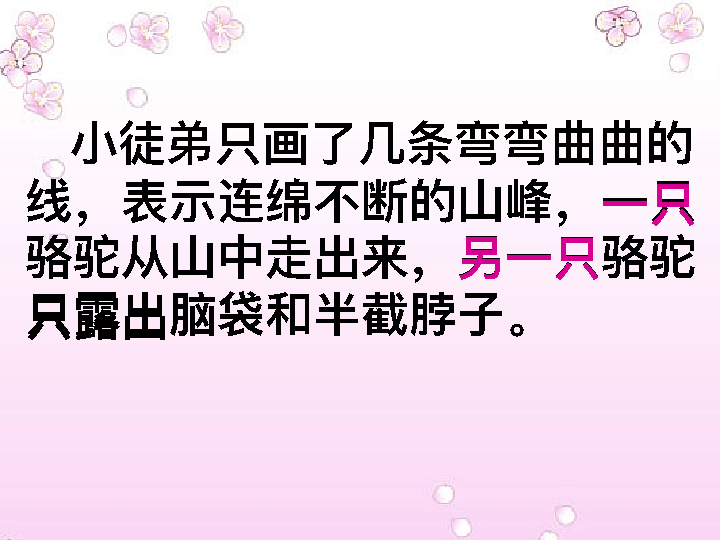 小徒弟只画了几条弯弯曲曲的
线，表示连绵不断的山峰，一只
骆驼从山中走出来，另一只骆驼
只露出脑袋和半截脖子。